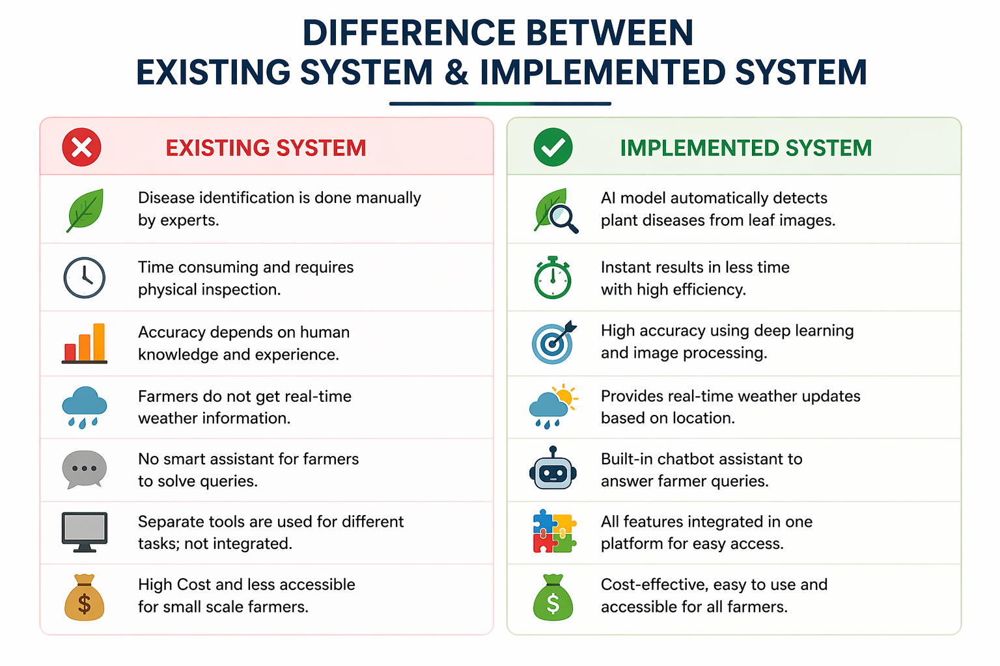 DIFFERENCE BETWEEN
EXISTING SYSTEM & IMPLEMENTED SYSTEM
EXISTING SYSTEM
Disease identification is done manually
by experts.
Time consuming and requires
physical inspection.
Accuracy depends on human
knowledge and experience.
Farmers do not get real-time
weather information.
No smart assistant for farmers
to solve queries.
Separate tools are used for different
tasks; not integrated.
$
High Cost and less accessible
for small scale farmers.
IMPLEMENTED SYSTEM
AI model automatically detects
plant diseases from leaf images.
Instant results in less time
with high efficiency.
High accuracy using deep learning
and image processing.
Provides real-time weather updates
based on location.
Built-in chatbot assistant to
answer farmer queries.
All features integrated in one
platform for easy access.
$
Cost-effective, easy to use and
accessible for all farmers.